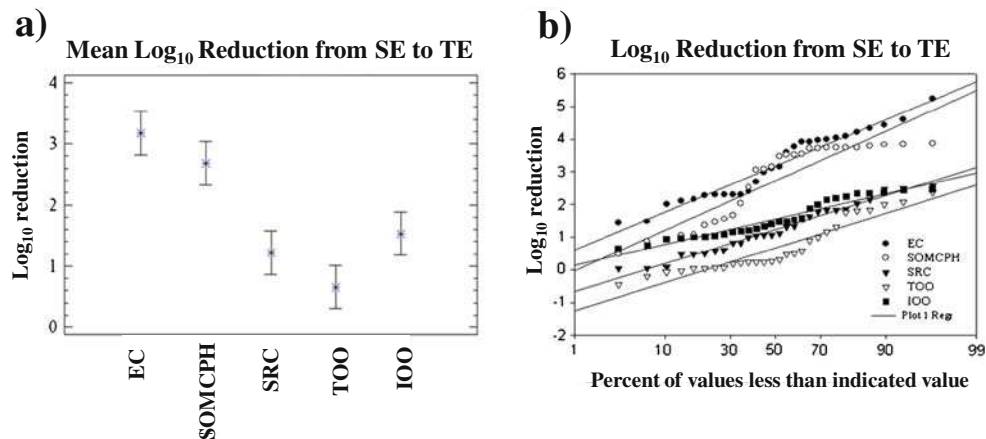 a)
Mean Log₁₀ Reduction from SE to TE
Log₁₀ reduction
4
3
2
1
0
EC
SOMCPH
SRC
TOO
IOO
b)
Log₁₀ Reduction from SE to TE
Log₁₀ reduction
6
5
4
3
2
1
0
-1
-2
EC
SOMCPH
SRC
TOO
IOO
Plot 1 Regr
1
10
30
50
70
90
99
Percent of values less than indicated value